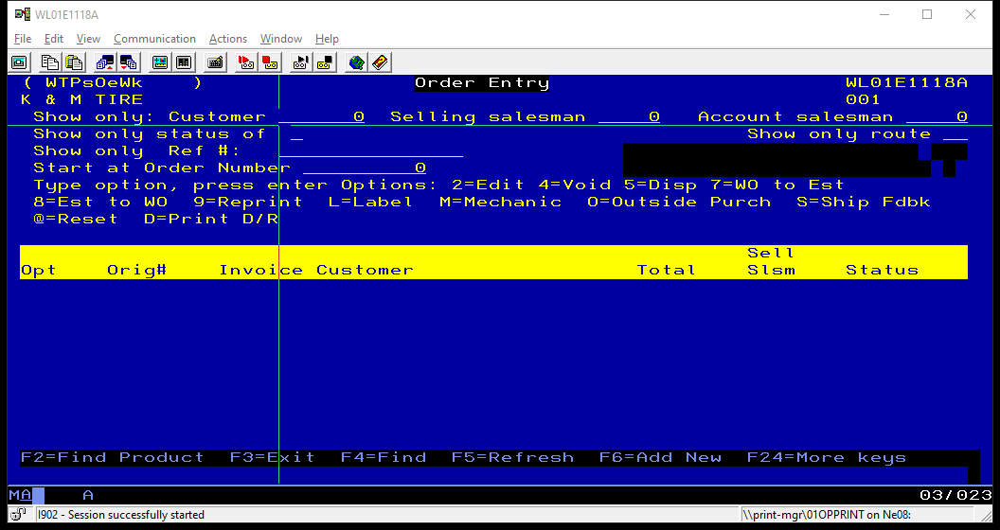 WL01E1118A
File Edit View Communication Actions Window Help
( WTPsOeWk ) Order Entry WL01E1118A
K & M TIRE 001
Show only: Customer 0 Selling salesman 0 Account salesman 0
Show only status of _ Show only route
Show only Ref #:
Start at Order Number 0
Type option, press enter Options: 2=Edit 4=Void 5=Disp 7=WO to Est
8=Est to WO 9=Reprint L=Label M=Mechanic O=Outside Purch S=Ship Fdbk
@=Reset D=Print D/R
Sell
Opt Orig# Invoice Customer Total Slsm Status
F2=Find Product F3=Exit F4=Find F5=Refresh F6=Add New F24=More keys
MA A 03/023
I902 - Session successfully started \\print-mgr\01OPPRINT on Ne08: